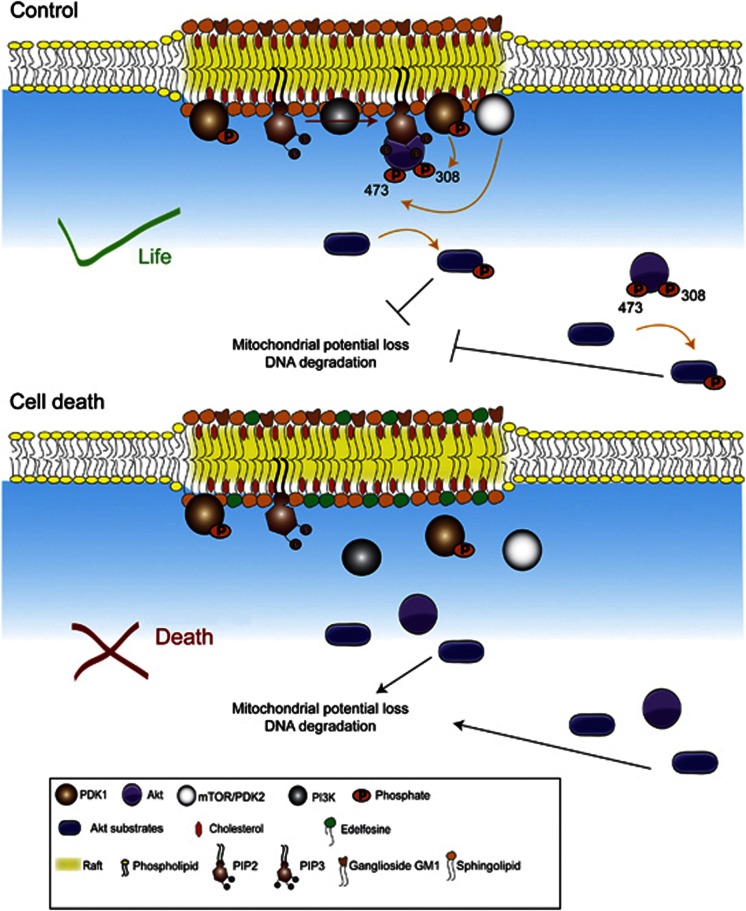 Control
P
P
P
P
473
308
Life
P
P
P
473
308
Mitochondrial potential loss
DNA degradation
P
Cell death
P
P
Death
Mitochondrial potential loss
DNA degradation
PDK1
Akt
mTOR/PDK2
PI3K
P
Phosphate
Akt substrates
Cholesterol
Edelfosine
Raft
Phospholipid
PIP2
PIP3
Ganglioside GM1
Sphingolipid